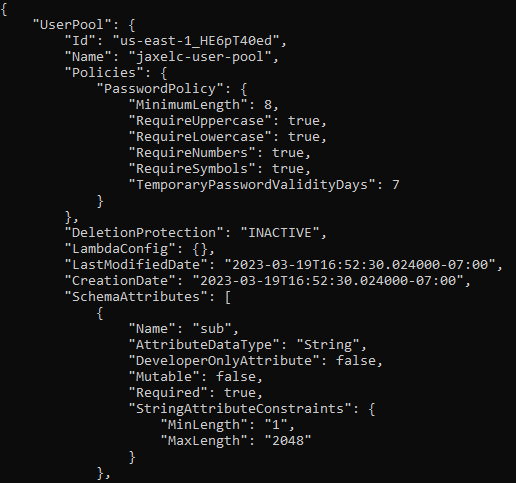 {
    "UserPool": {
        "Id": "us-east-1_HE6pT40ed",
        "Name": "jaxelc-user-pool",
        "Policies": {
            "PasswordPolicy": {
                "MinimumLength": 8,
                "RequireUppercase": true,
                "RequireLowercase": true,
                "RequireNumbers": true,
                "RequireSymbols": true,
                "TemporaryPasswordValidityDays": 7
            }
        },
        "DeletionProtection": "INACTIVE",
        "LambdaConfig": {},
        "LastModifiedDate": "2023-03-19T16:52:30.024000-07:00",
        "CreationDate": "2023-03-19T16:52:30.024000-07:00",
        "SchemaAttributes": [
            {
                "Name": "sub",
                "AttributeDataType": "String",
                "DeveloperOnlyAttribute": false,
                "Mutable": false,
                "Required": true,
                "StringAttributeConstraints": {
                    "MinLength": "1",
                    "MaxLength": "2048"
                }
            },